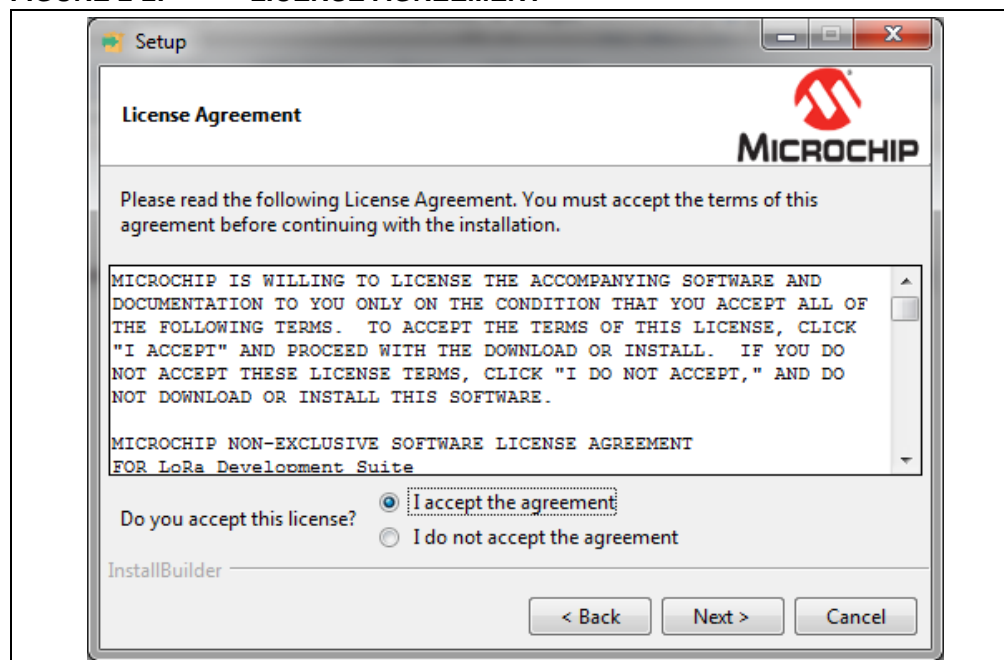 FIGURE 2-2: LICENSE AGREEMENT
Setup
License Agreement
MICROCHIP
Please read the following License Agreement. You must accept the terms of this
agreement before continuing with the installation.
MICROCHIP IS WILLING TO LICENSE THE ACCOMPANYING SOFTWARE AND
DOCUMENTATION TO YOU ONLY ON THE CONDITION THAT YOU ACCEPT ALL OF
THE FOLLOWING TERMS.  TO ACCEPT THE TERMS OF THIS LICENSE, CLICK
"I ACCEPT" AND PROCEED WITH THE DOWNLOAD OR INSTALL.  IF YOU DO
NOT ACCEPT THESE LICENSE TERMS, CLICK "I DO NOT ACCEPT," AND DO
NOT DOWNLOAD OR INSTALL THIS SOFTWARE.
MICROCHIP NON-EXCLUSIVE SOFTWARE LICENSE AGREEMENT
FOR LoRa Development Suite
Do you accept this license?
I accept the agreement
I do not accept the agreement
InstallBuilder
< Back Next > Cancel